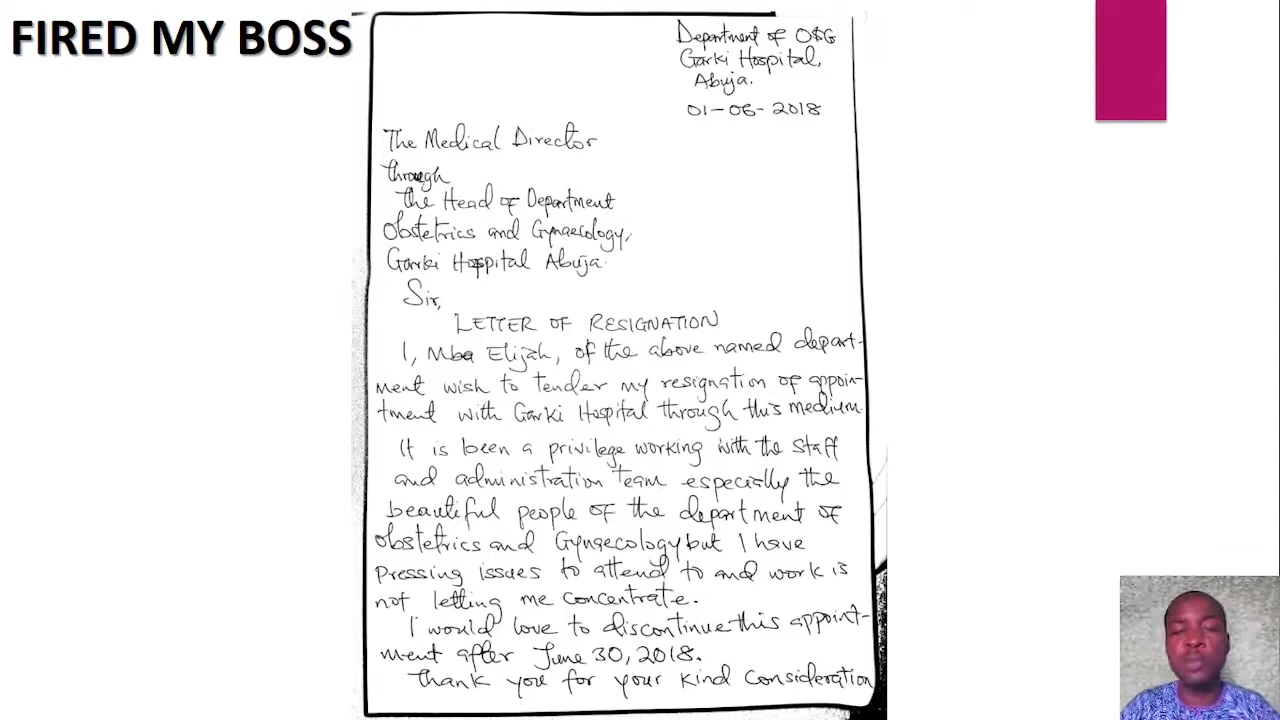 FIRED MY BOSS
Department of O&G
Garki Hospital,
Abuja.
01-06-2018
The Medical Director
through
The Head of Department
Obstetrics and Gynaecology,
Garki Hospital Abuja.
Sir,
LETTER OF RESIGNATION
I, Mba Elijah, of the above named depart-
ment wish to tender my resignation of appoin-
tment with Garki Hospital through this medium.
It is been a privilege working with the staff
and administration team especially the
beautiful people of the department of
obstetrics and Gynaecology but I have
pressing issues to attend to and work is
not letting me concentrate.
I would love to discontinue this appoint-
ment after June 30, 2018.
Thank you for your kind consideration